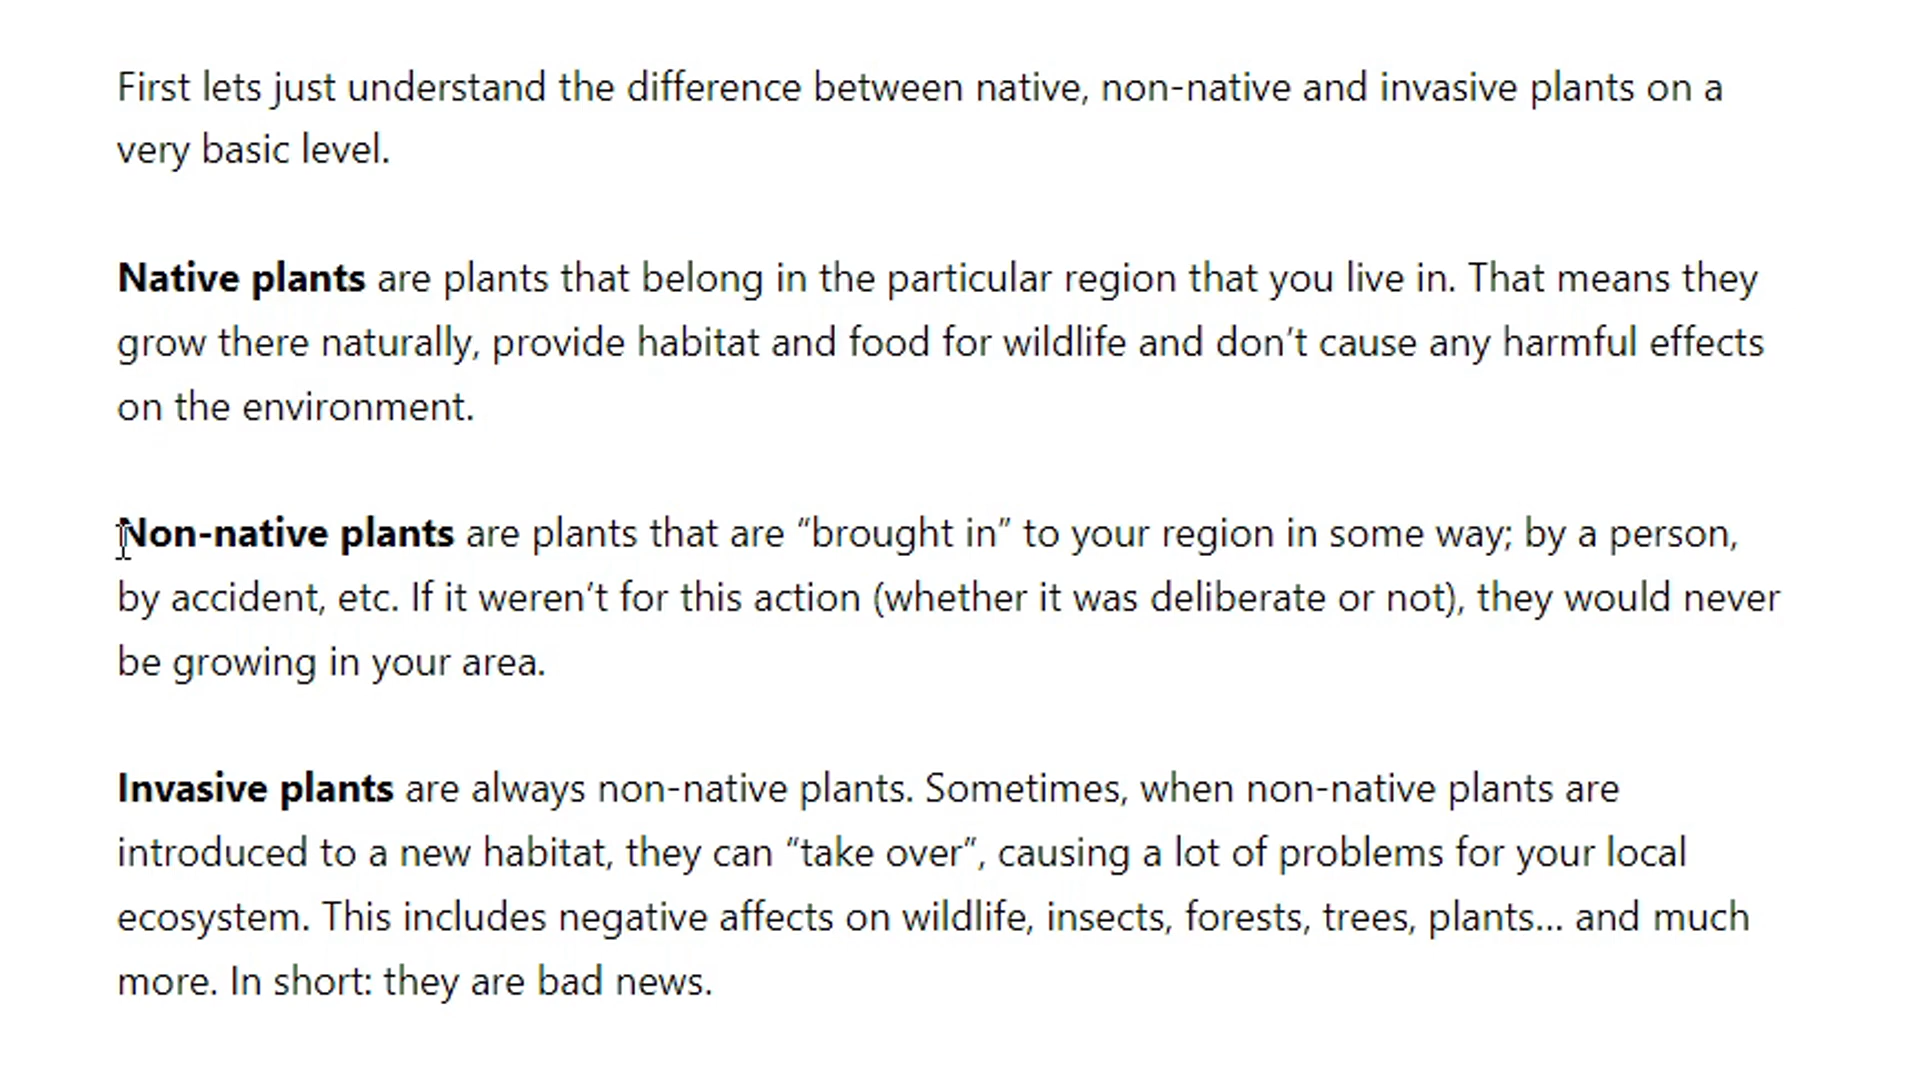 First lets just understand the difference between native, non-native and invasive plants on a
very basic level.
Native plants are plants that belong in the particular region that you live in. That means they
grow there naturally, provide habitat and food for wildlife and don’t cause any harmful effects
on the environment.
Non-native plants are plants that are “brought in” to your region in some way; by a person,
by accident, etc. If it weren’t for this action (whether it was deliberate or not), they would never
be growing in your area.
Invasive plants are always non-native plants. Sometimes, when non-native plants are
introduced to a new habitat, they can “take over”, causing a lot of problems for your local
ecosystem. This includes negative affects on wildlife, insects, forests, trees, plants… and much
more. In short: they are bad news.